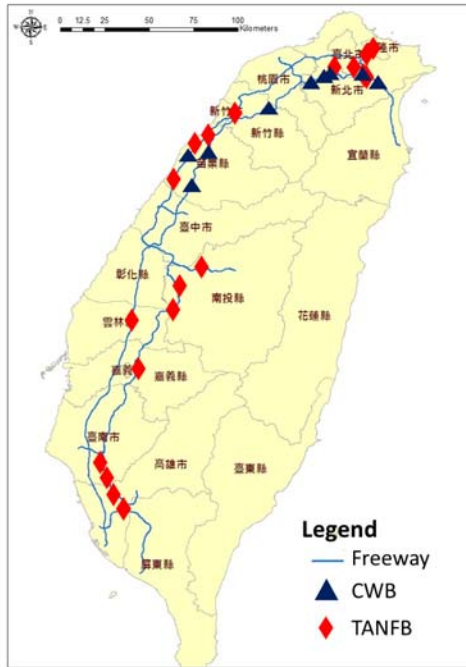 0 12.5 25 50 75 100
Kilometers
臺北市
隆市
桃園市
新北市
新竹
新竹縣
宜蘭縣
苗栗縣
臺中市
彰化縣
南投縣
花蓮縣
雲林
嘉義
嘉義縣
臺南市
高雄市
臺東縣
屏東縣
Legend
Freeway
CWB
TANFB